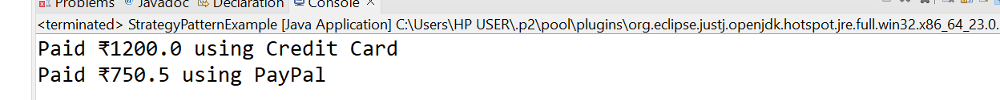 Problems Javadoc Declaration Console
<terminated> StrategyPatternExample [Java Application] C:\Users\HP USER\.p2\pool\plugins\org.eclipse.justj.openjdk.hotspot.jre.full.win32.x86_64_23.0.
Paid ₹1200.0 using Credit Card
Paid ₹750.5 using PayPal